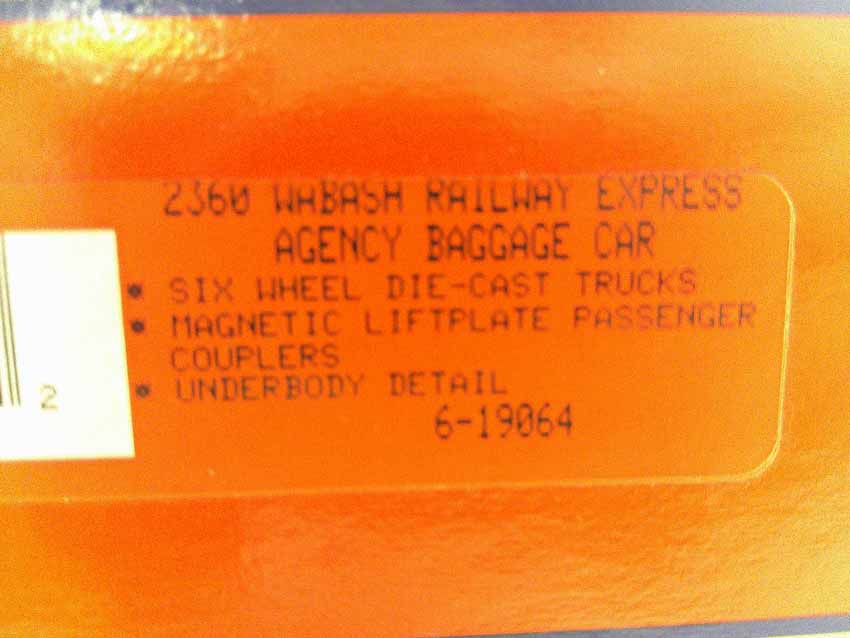 2360 WABASH RAILWAY EXPRESS
AGENCY BAGGAGE CAR
* SIX WHEEL DIE-CAST TRUCKS
* MAGNETIC LIFTPLATE PASSENGER
COUPLERS
* UNDERBODY DETAIL
6-19064
2